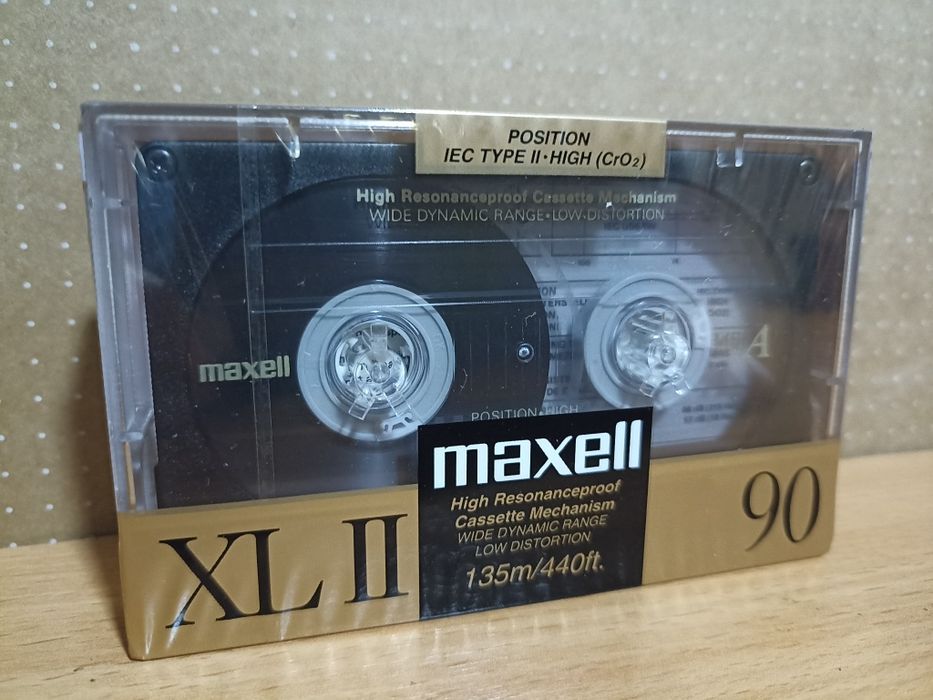 POSITION
IEC TYPE II·HIGH (CrO₂)
High Resonanceproof Cassette Mechanism
WIDE DYNAMIC RANGE·LOW·DISTORTION
maxell
A
POSITION·HIGH
maxell
High Resonanceproof
Cassette Mechanism
WIDE DYNAMIC RANGE
LOW DISTORTION
135m/440ft.
XL II
90